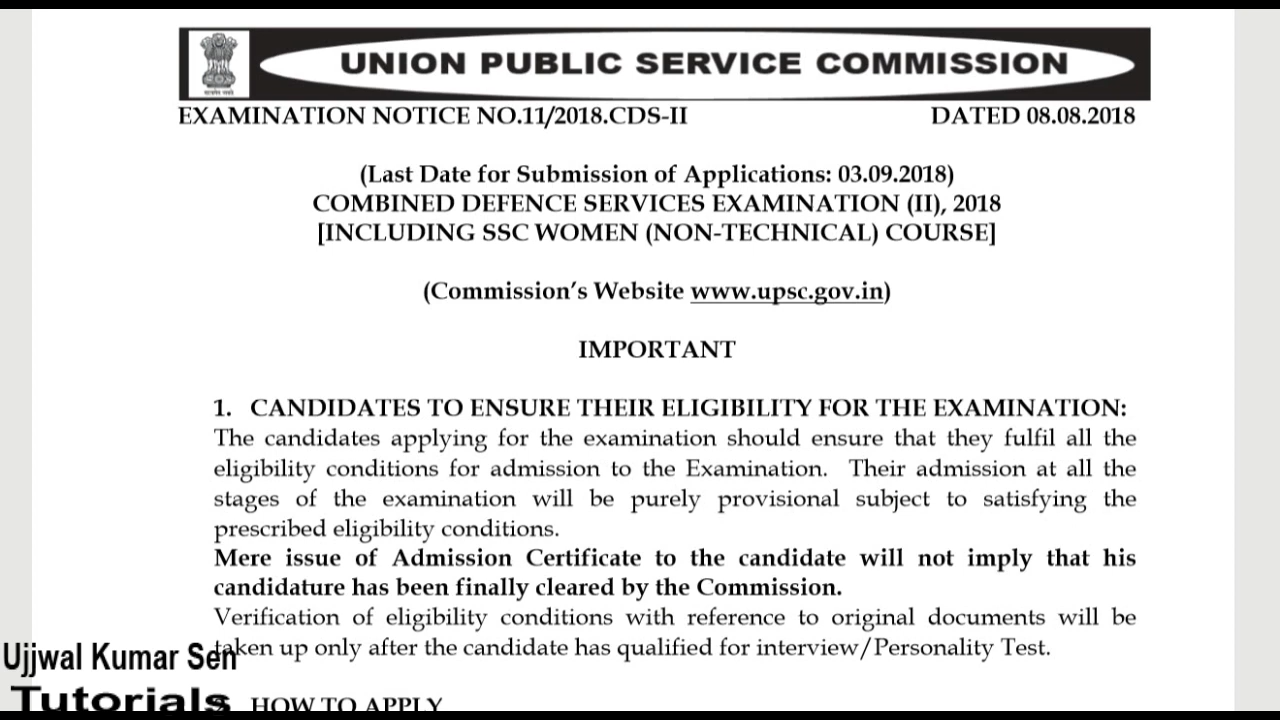 UNION PUBLIC SERVICE COMMISSION
EXAMINATION NOTICE NO.11/2018.CDS-II DATED 08.08.2018
(Last Date for Submission of Applications: 03.09.2018)
COMBINED DEFENCE SERVICES EXAMINATION (II), 2018
[INCLUDING SSC WOMEN (NON-TECHNICAL) COURSE]
(Commission’s Website www.upsc.gov.in)
IMPORTANT
1. CANDIDATES TO ENSURE THEIR ELIGIBILITY FOR THE EXAMINATION:
The candidates applying for the examination should ensure that they fulfil all the
eligibility conditions for admission to the Examination. Their admission at all the
stages of the examination will be purely provisional subject to satisfying the
prescribed eligibility conditions.
Mere issue of Admission Certificate to the candidate will not imply that his
candidature has been finally cleared by the Commission.
Verification of eligibility conditions with reference to original documents will be
taken up only after the candidate has qualified for interview/Personality Test.
Ujjwal Kumar Sen
Tutorials
HOW TO APPLY